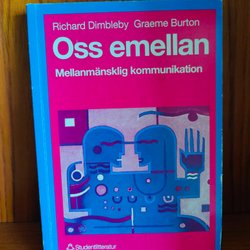 Richard Dimbleby Graeme Burton
Oss emellan
Mellanmänsklig kommunikation
Studentlitteratur